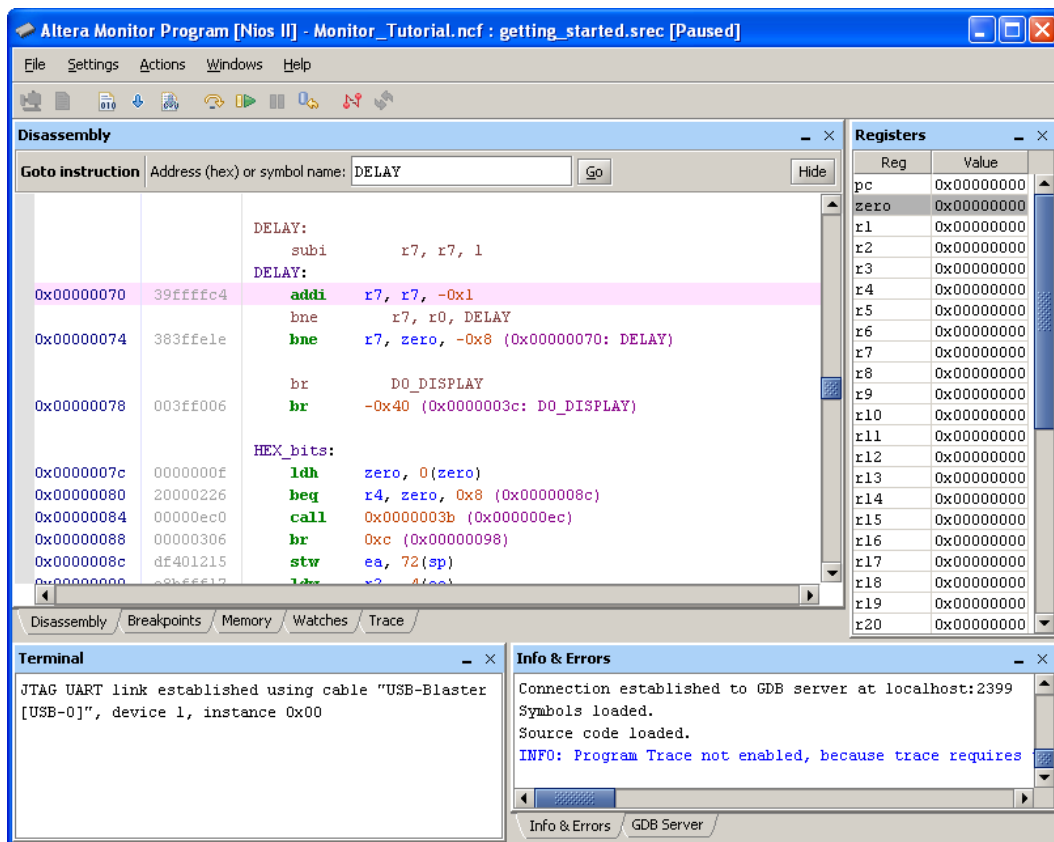 Altera Monitor Program [Nios II] - Monitor_Tutorial.ncf : getting_started.srec [Paused]
File Settings Actions Windows Help
Disassembly
Goto instruction Address (hex) or symbol name: DELAY Go Hide
DELAY:
subi r7, r7, 1
DELAY:
0x00000070 39ffffc4 addi r7, r7, -0x1
bne r7, r0, DELAY
0x00000074 383ffe1e bne r7, zero, -0x8 (0x00000070: DELAY)
br DO_DISPLAY
0x00000078 003ff006 br -0x40 (0x0000003c: DO_DISPLAY)
HEX_bits:
0x0000007c 0000000f ldh zero, 0(zero)
0x00000080 20000226 beq r4, zero, 0x8 (0x0000008c)
0x00000084 00000ec0 call 0x0000003b (0x000000ec)
0x00000088 00000306 br 0xc (0x00000098)
0x0000008c df401215 stw ea, 72(sp)
Disassembly Breakpoints Memory Watches Trace
Registers
Reg Value
pc 0x00000000
zero 0x00000000
r1 0x00000000
r2 0x00000000
r3 0x00000000
r4 0x00000000
r5 0x00000000
r6 0x00000000
r7 0x00000000
r8 0x00000000
r9 0x00000000
r10 0x00000000
r11 0x00000000
r12 0x00000000
r13 0x00000000
r14 0x00000000
r15 0x00000000
r16 0x00000000
r17 0x00000000
r18 0x00000000
r19 0x00000000
r20 0x00000000
Terminal
JTAG UART link established using cable "USB-Blaster
[USB-0]", device 1, instance 0x00
Info & Errors
Connection established to GDB server at localhost:2399
Symbols loaded.
Source code loaded.
INFO: Program Trace not enabled, because trace requires
Info & Errors GDB Server